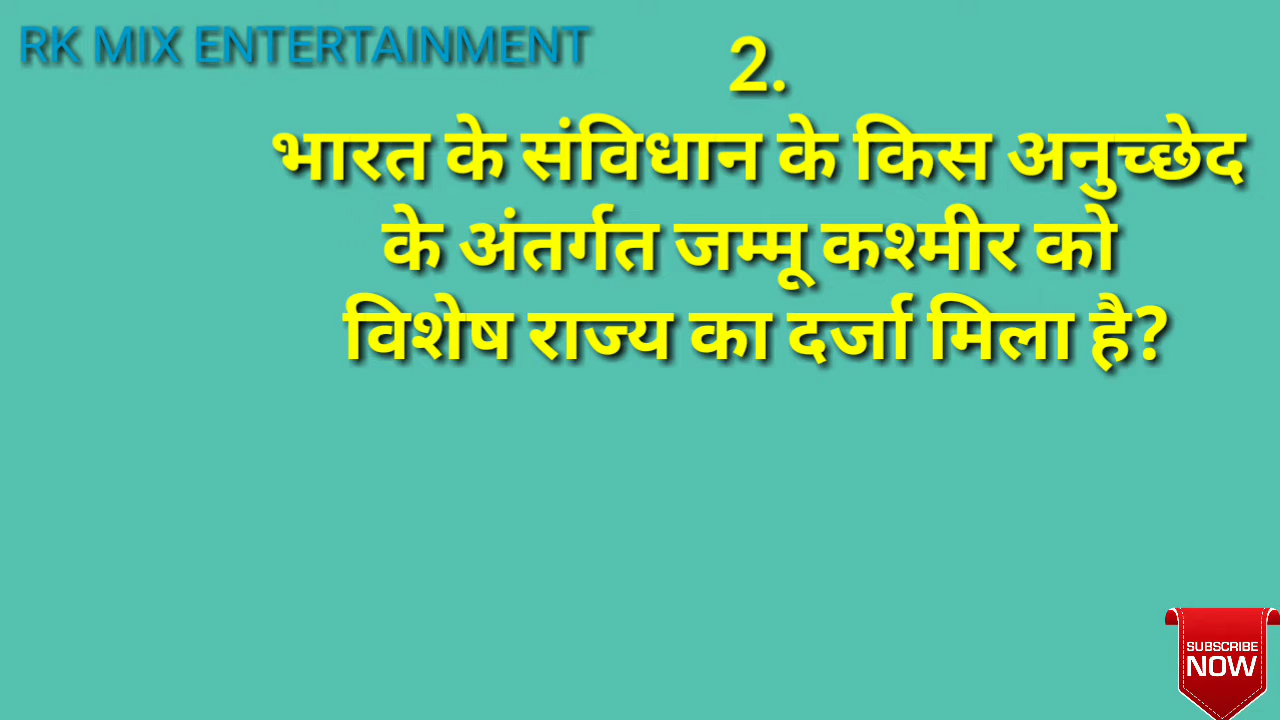 RK MIX ENTERTAINMENT
2.
भारत के संविधान के किस अनुच्छेद
के अंतर्गत जम्मू कश्मीर को
विशेष राज्य का दर्जा मिला है?
SUBSCRIBE
NOW